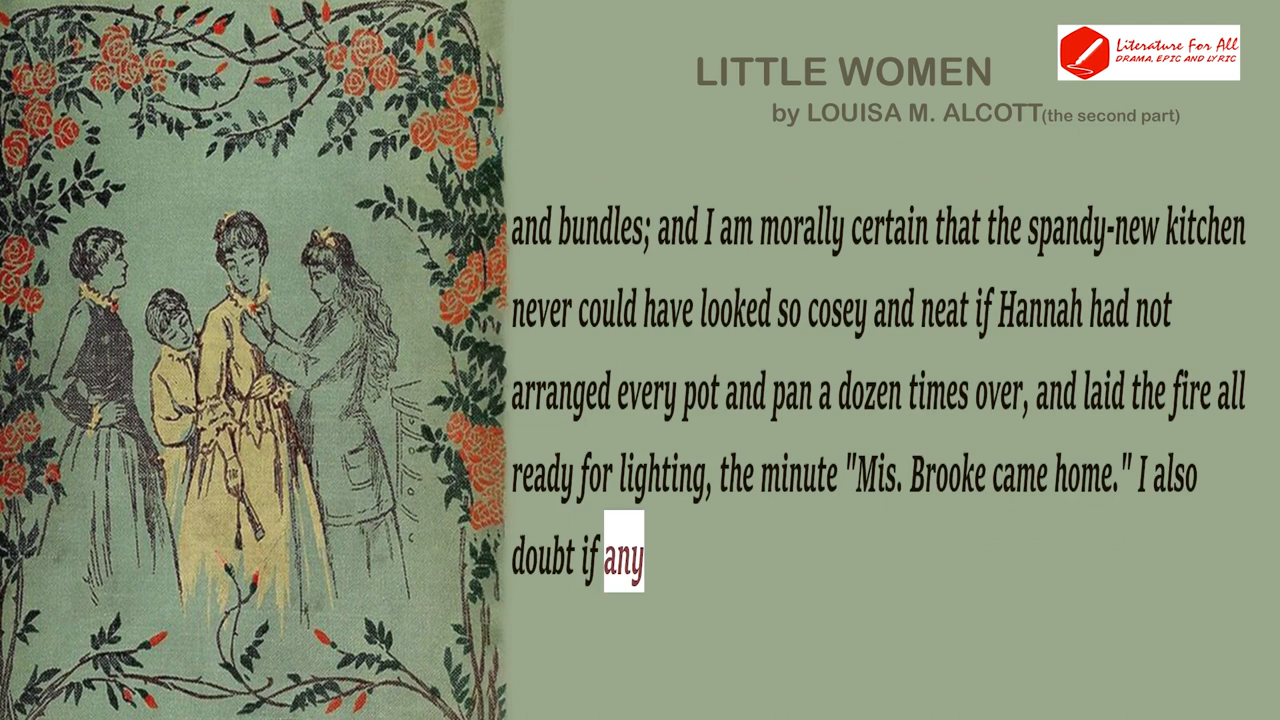 LITTLE WOMEN
by LOUISA M. ALCOTT(the second part)
Literature For All
DRAMA, EPIC AND LYRIC
and bundles; and I am morally certain that the spandy-new kitchen
never could have looked so cosey and neat if Hannah had not
arranged every pot and pan a dozen times over, and laid the fire all
ready for lighting, the minute "Mis. Brooke came home." I also
doubt if any